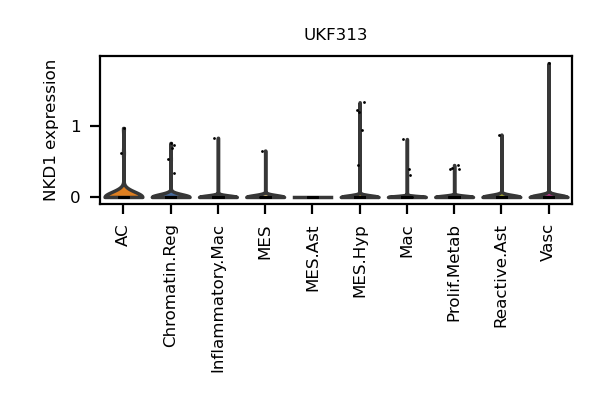 UKF313
NKD1 expression
1
0
AC
Chromatin.Reg
Inflammatory.Mac
MES
MES.Ast
MES.Hyp
Mac
Prolif.Metab
Reactive.Ast
Vasc